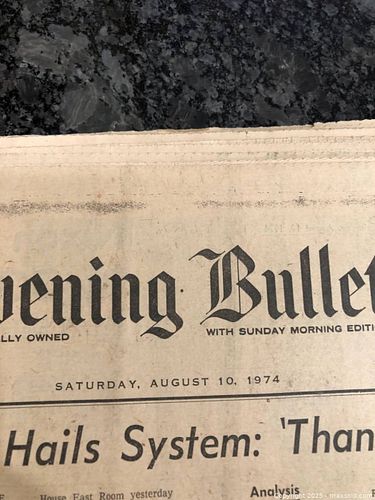 vening Bullet
LLY OWNED
WITH SUNDAY MORNING EDITI
SATURDAY, AUGUST 10, 1974
Hails System: 'Than
House East Room yesterday
Analysis